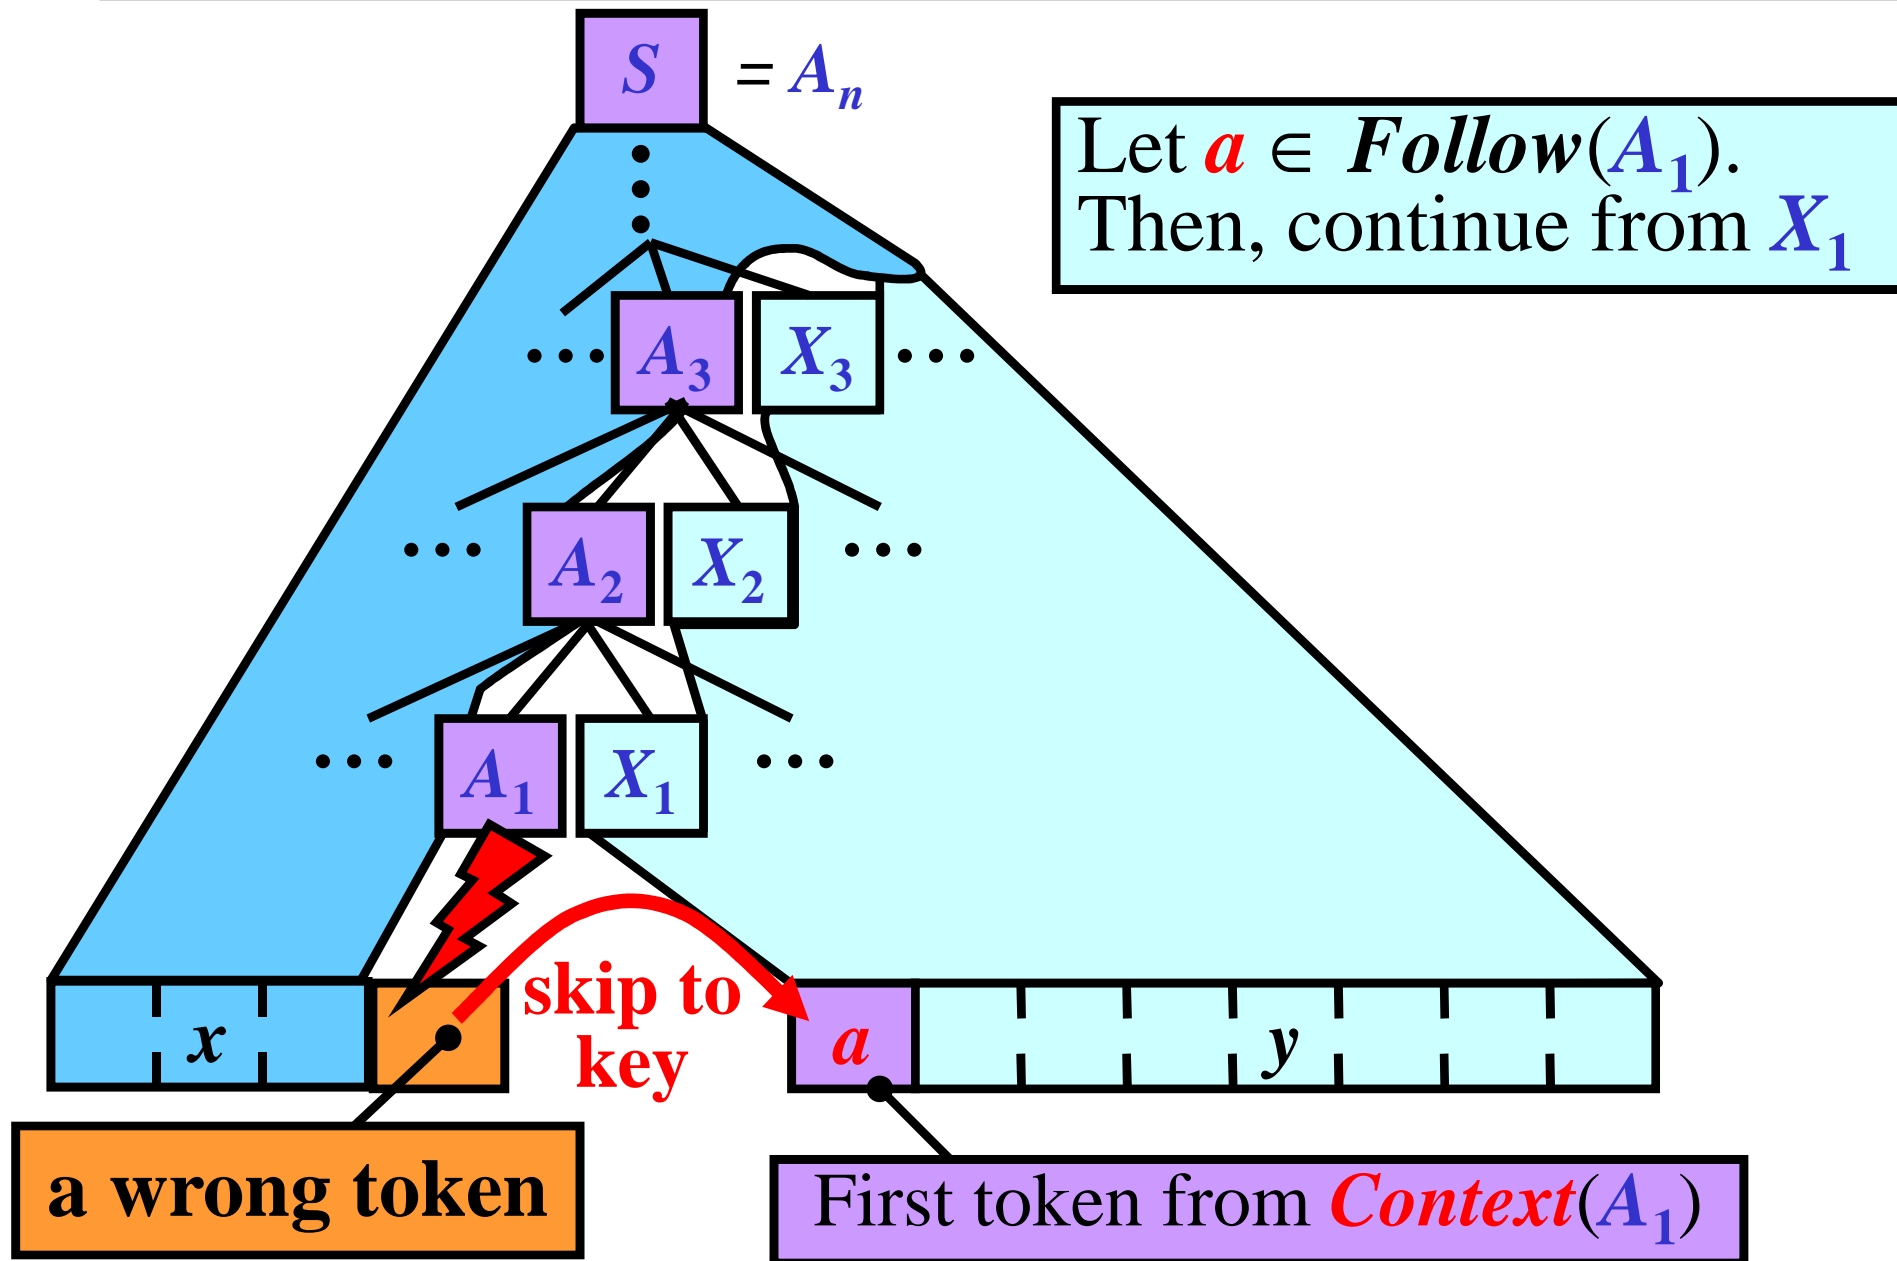 S = Aₙ
Let a ∈ Follow(A₁).
Then, continue from X₁
A₃ X₃
A₂ X₂
A₁ X₁
skip to
key
x a y
a wrong token
First token from Context(A₁)